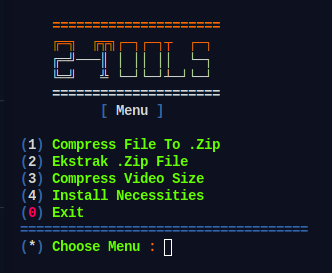 =====================
[ Menu ]
(1) Compress File To .Zip
(2) Ekstrak .Zip File
(3) Compress Video Size
(4) Install Necessities
(0) Exit
====================================
(*) Choose Menu :